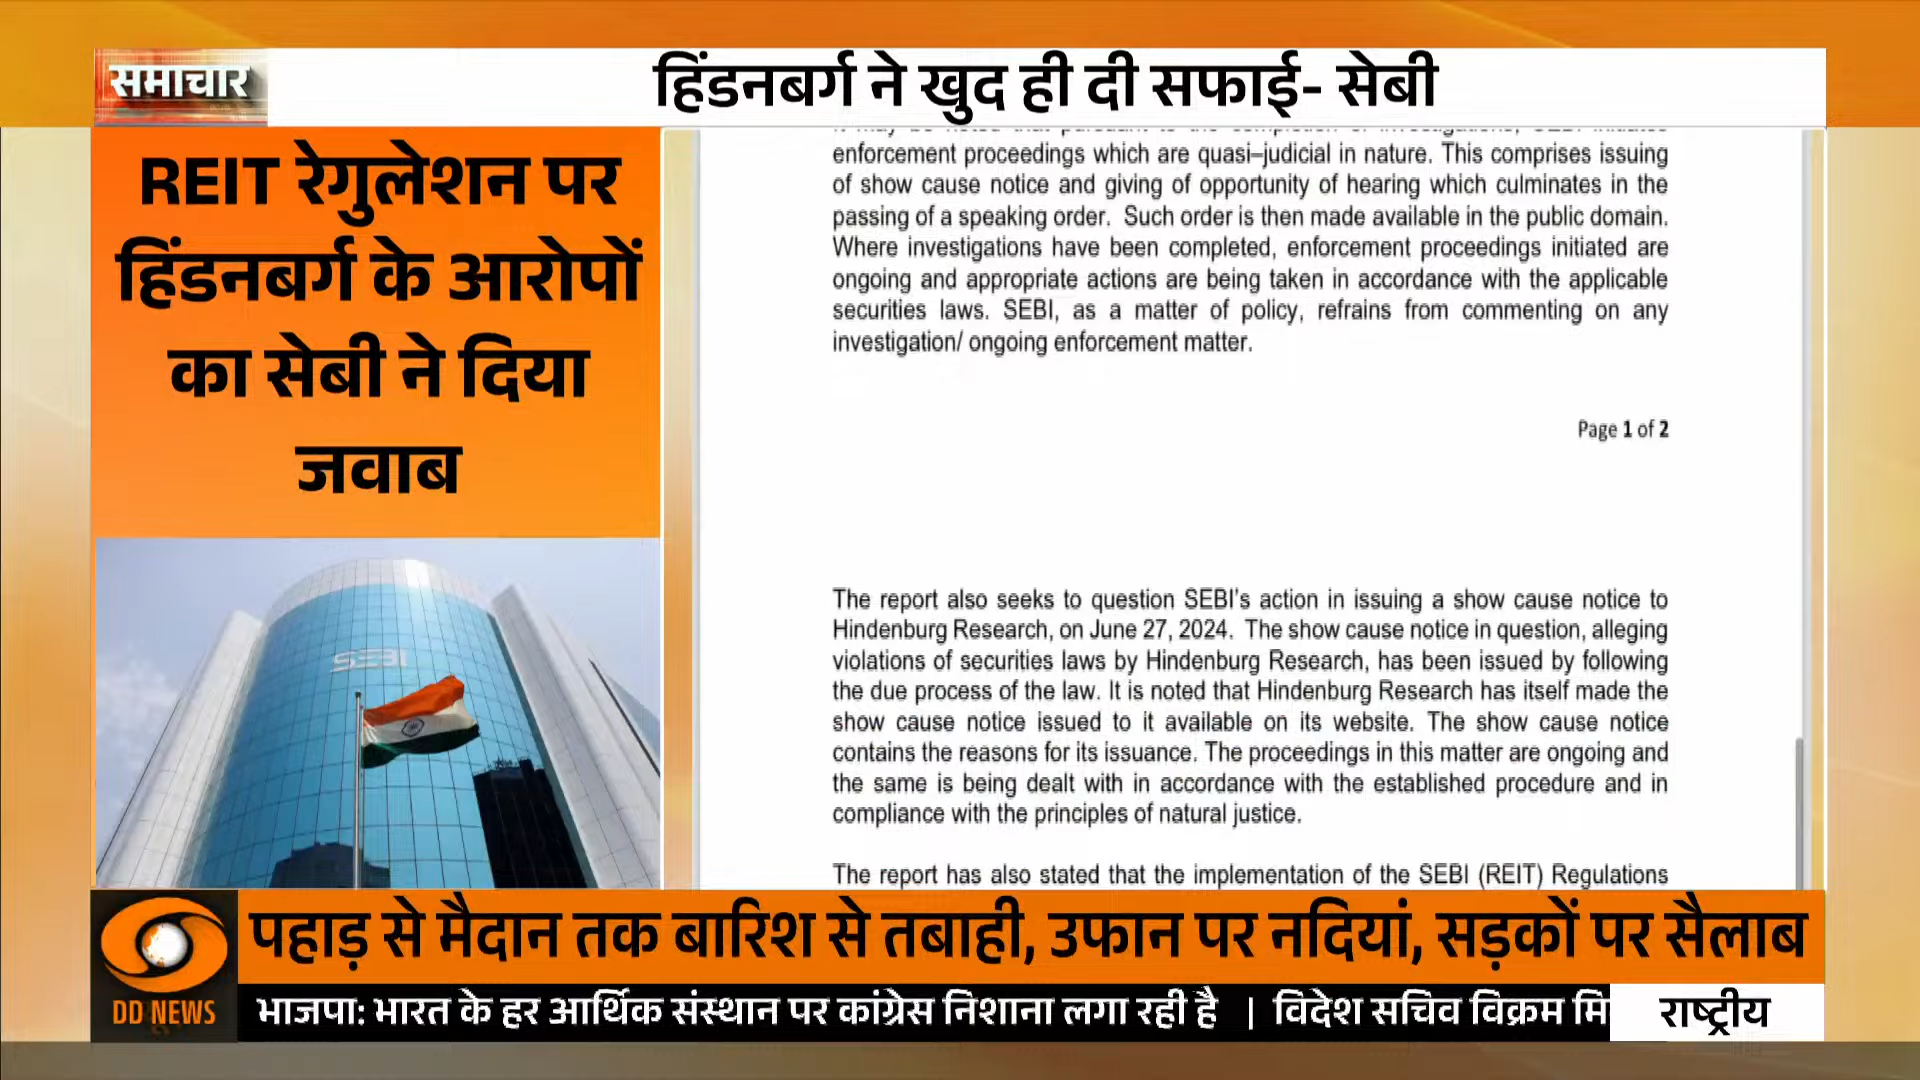 समाचार
हिंडनबर्ग ने खुद ही दी सफाई- सेबी
REIT रेगुलेशन पर
हिंडनबर्ग के आरोपों
का सेबी ने दिया
जवाब
enforcement proceedings which are quasi–judicial in nature. This comprises issuing
of show cause notice and giving of opportunity of hearing which culminates in the
passing of a speaking order. Such order is then made available in the public domain.
Where investigations have been completed, enforcement proceedings initiated are
ongoing and appropriate actions are being taken in accordance with the applicable
securities laws. SEBI, as a matter of policy, refrains from commenting on any
investigation/ ongoing enforcement matter.
Page 1 of 2
The report also seeks to question SEBI's action in issuing a show cause notice to
Hindenburg Research, on June 27, 2024. The show cause notice in question, alleging
violations of securities laws by Hindenburg Research, has been issued by following
the due process of the law. It is noted that Hindenburg Research has itself made the
show cause notice issued to it available on its website. The show cause notice
contains the reasons for its issuance. The proceedings in this matter are ongoing and
the same is being dealt with in accordance with the established procedure and in
compliance with the principles of natural justice.
The report has also stated that the implementation of the SEBI (REIT) Regulations
SEBI
पहाड़ से मैदान तक बारिश से तबाही, उफान पर नदियां, सड़कों पर सैलाब
DD NEWS
भाजपा: भारत के हर आर्थिक संस्थान पर कांग्रेस निशाना लगा रही है | विदेश सचिव विक्रम
राष्ट्रीय